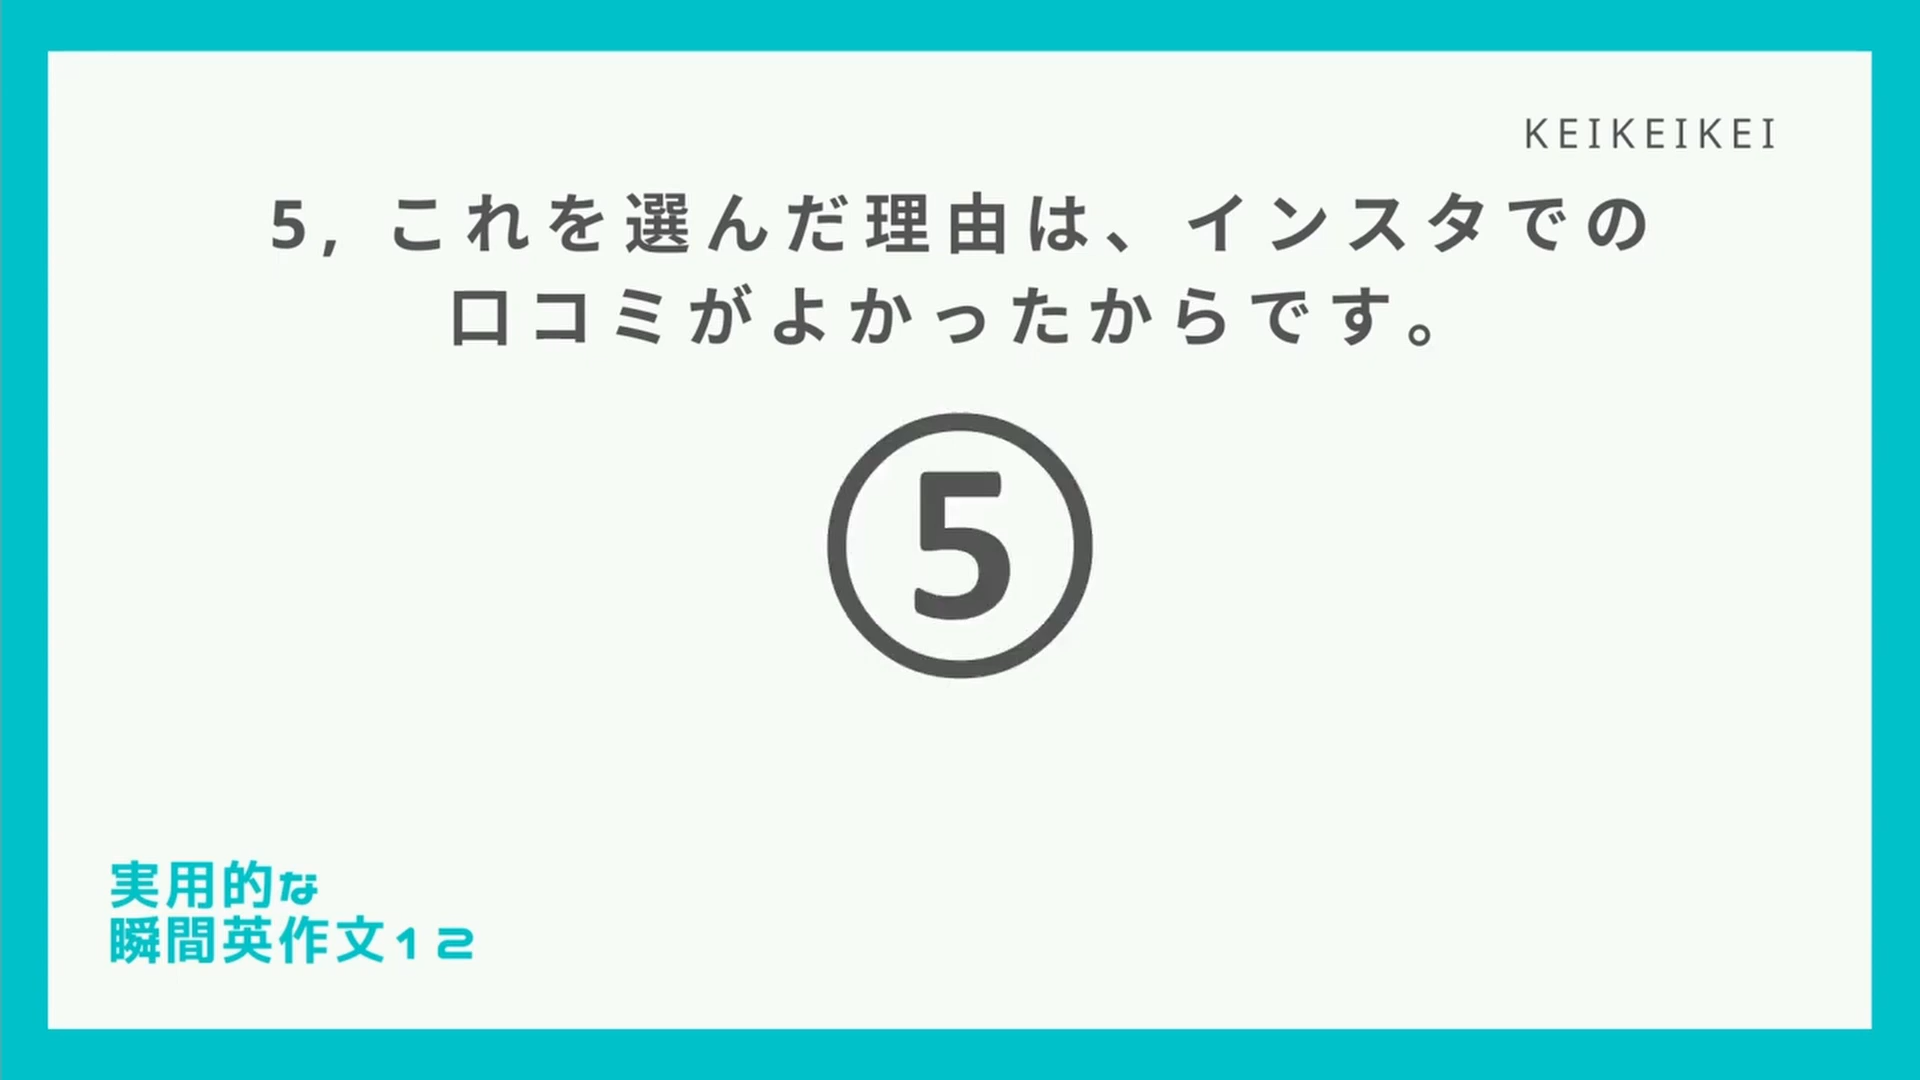 KEIKEIKEI
5, これを選んだ理由は、インスタでの
口コミがよかったからです。
5
実用的な
瞬間英作文12